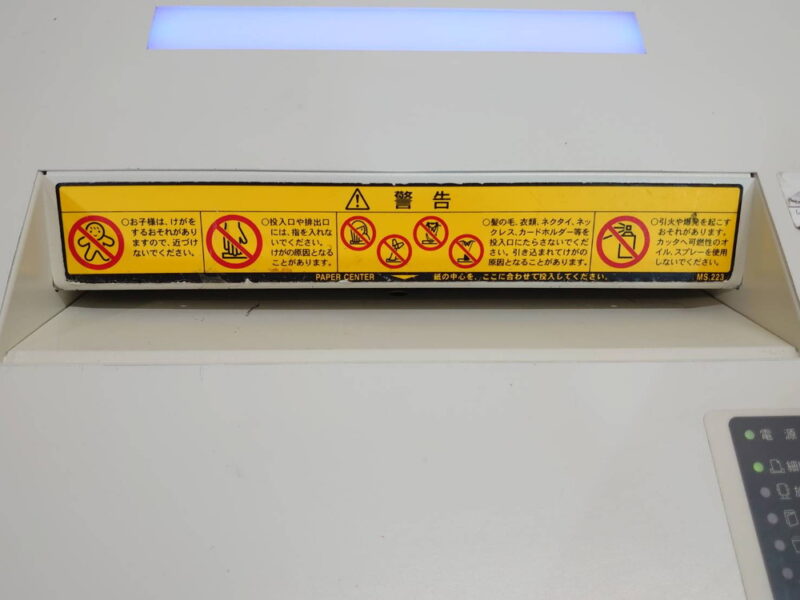 警告
○お子様は、けがを
するおそれがあり
ますので、近づけ
ないでください。
○投入口や排出口
には、指を入れな
いでください。
けがの原因となる
ことがあります。
○髪の毛、衣類、ネクタイ、ネッ
クレス、カードホルダー等を
投入口にたらさないでくだ
さい。引き込まれてけがの
原因となることがあります。
○引火や爆発を起こす
おそれがあります。
カッタへ可燃性のオ
イル、スプレーを使用
しないでください。
PAPER CENTER 紙の中心を、ここに合わせて投入してください。 MS.223
電源
細